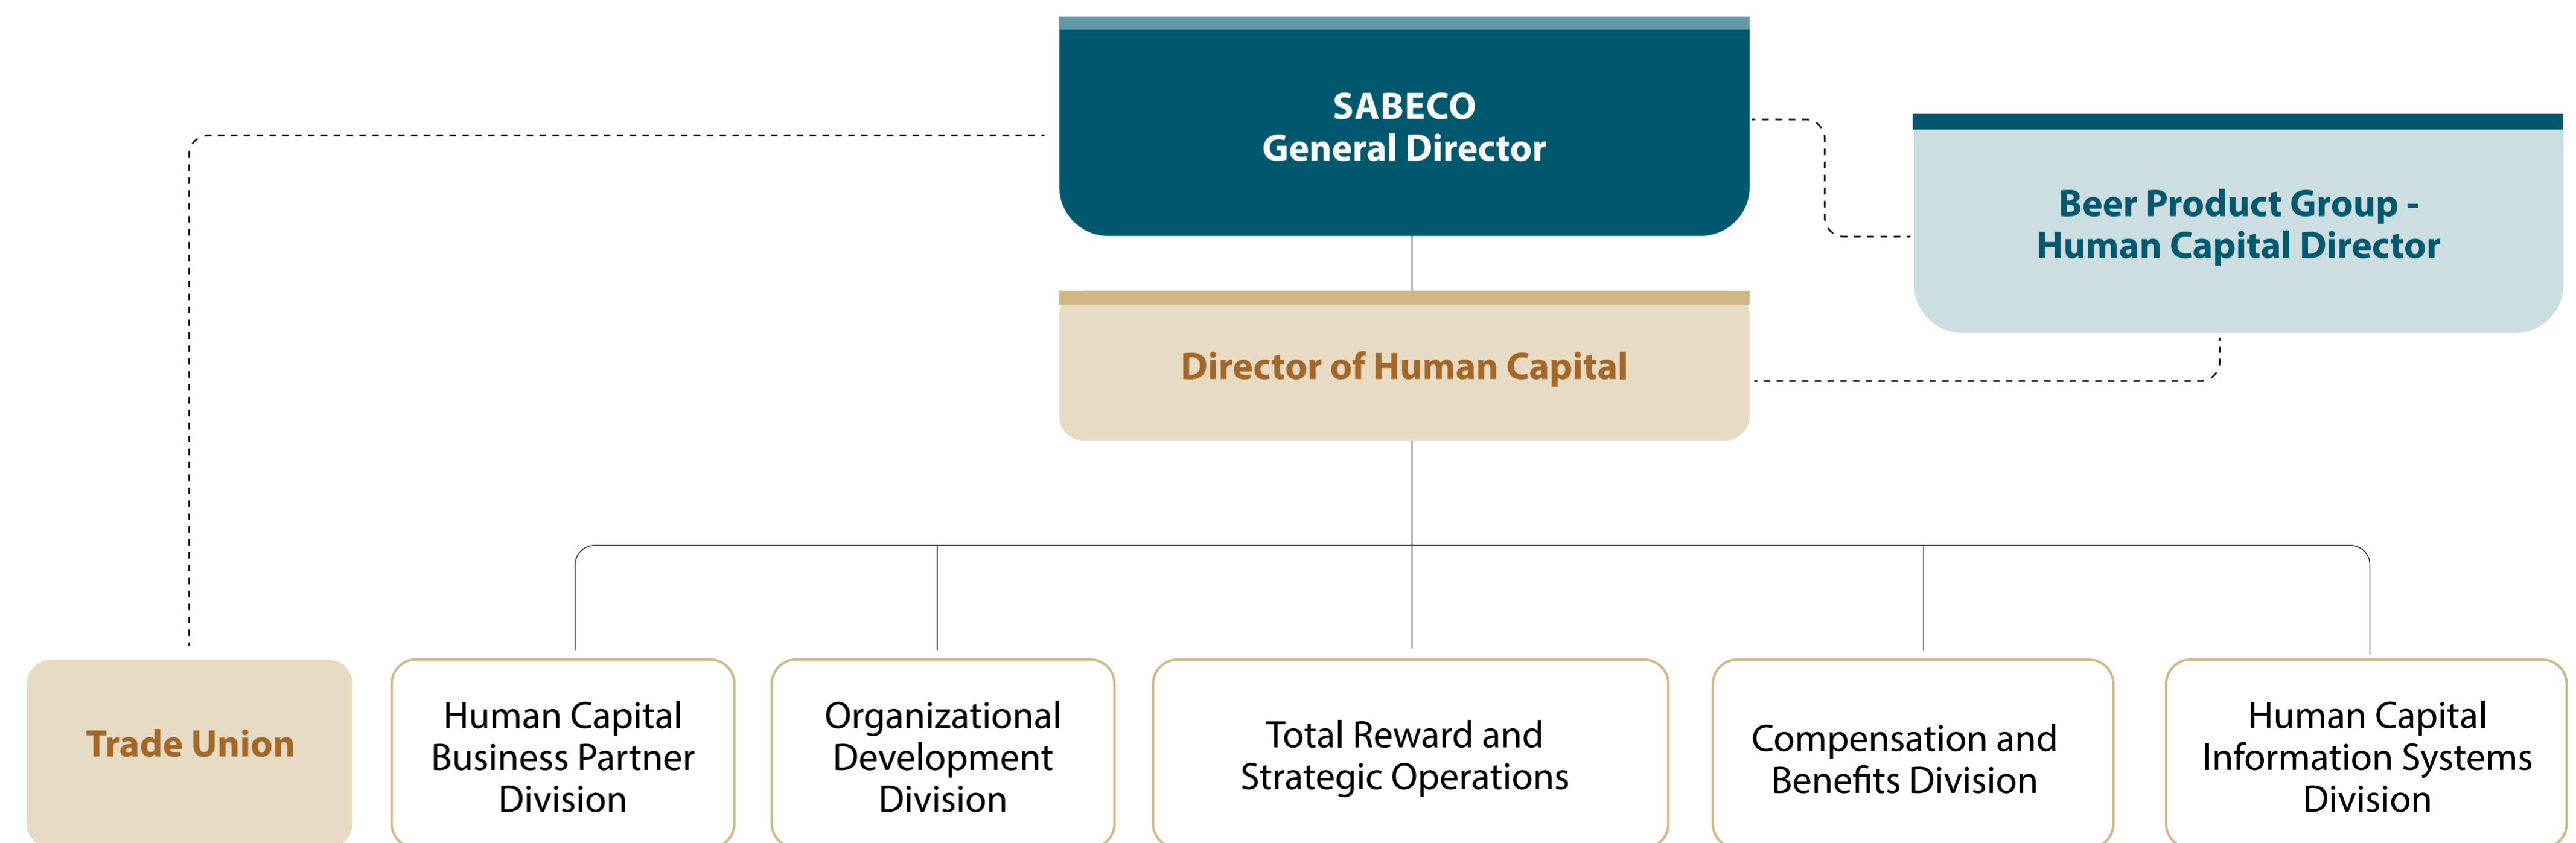 SABECO
General Director
Beer Product Group -
Human Capital Director
Director of Human Capital
Trade Union
Human Capital
Business Partner
Division
Organizational
Development
Division
Total Reward and
Strategic Operations
Compensation and
Benefits Division
Human Capital
Information Systems
Division